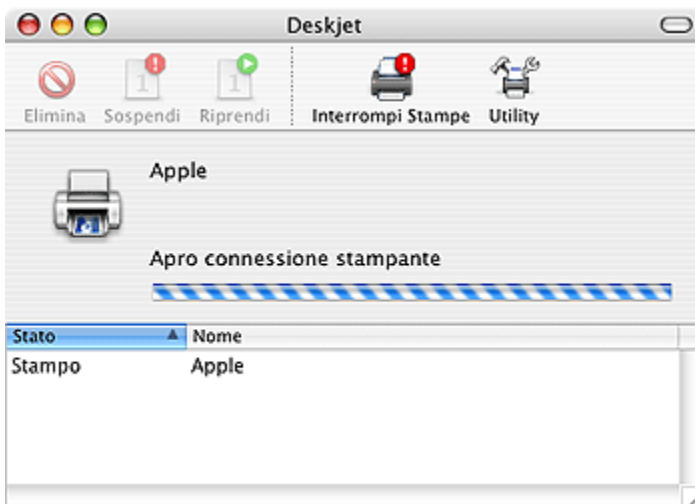 Deskjet
Elimina Sospendi Riprendi Interrompi Stampe Utility
Apple
Apro connessione stampante
Stato Nome
Stampo Apple